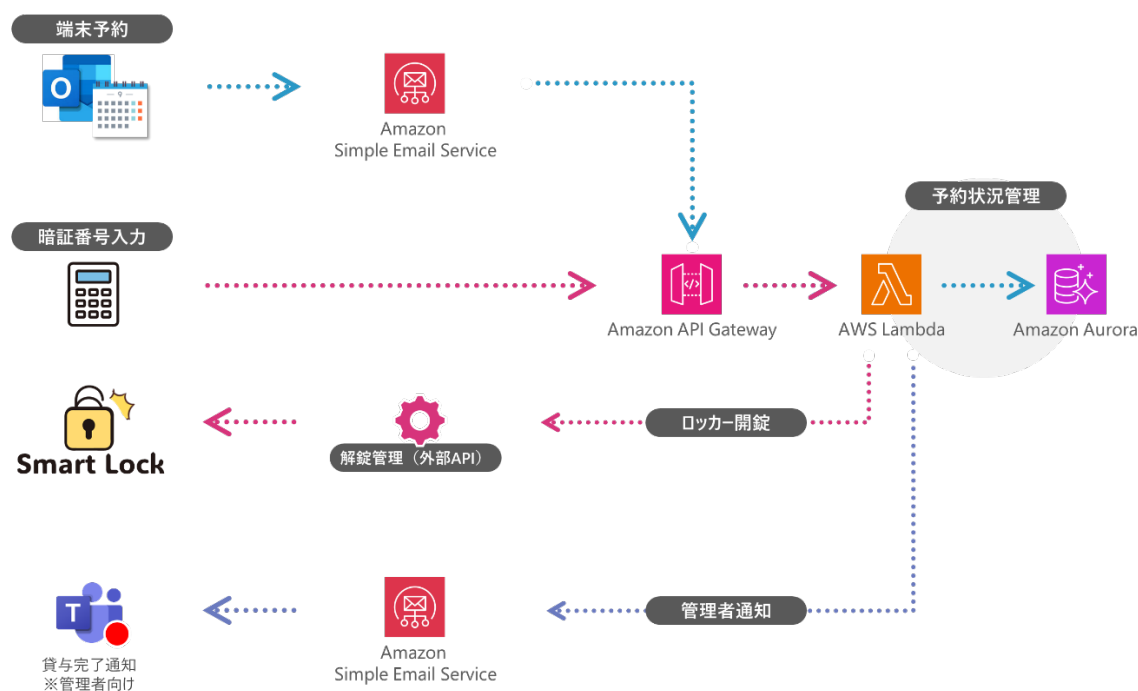 端末予約
O
Amazon
Simple Email Service
予約状況管理
暗証番号入力
</>
Amazon API Gateway
AWS Lambda
Amazon Aurora
ロッカー開錠
Smart Lock
解錠管理（外部API）
T
管理者通知
貸与完了通知
※管理者向け
Amazon
Simple Email Service